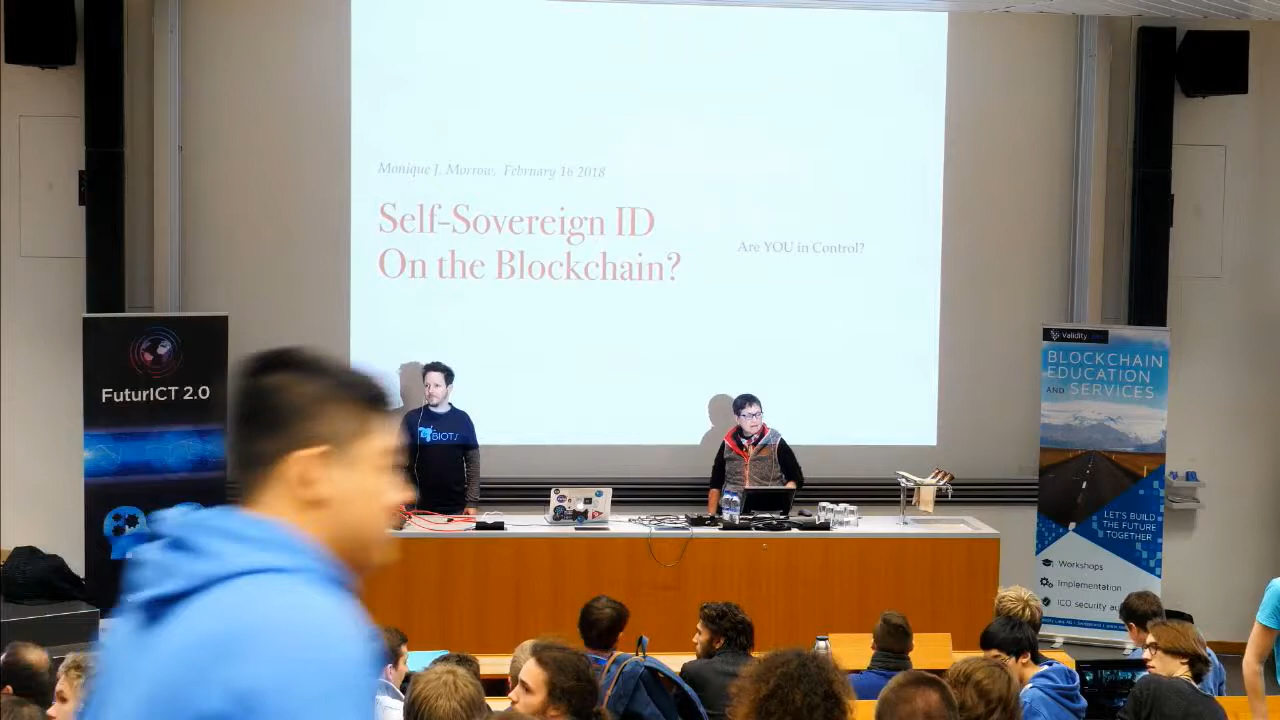 Monique J. Morrow, February 16 2018
Self-Sovereign ID
On the Blockchain?
Are YOU in Control?
FuturICT 2.0
BIOTS
Validity Labs
BLOCKCHAIN
EDUCATION
AND SERVICES
LET'S BUILD
THE FUTURE
TOGETHER
Workshops
Implementation
ICO security